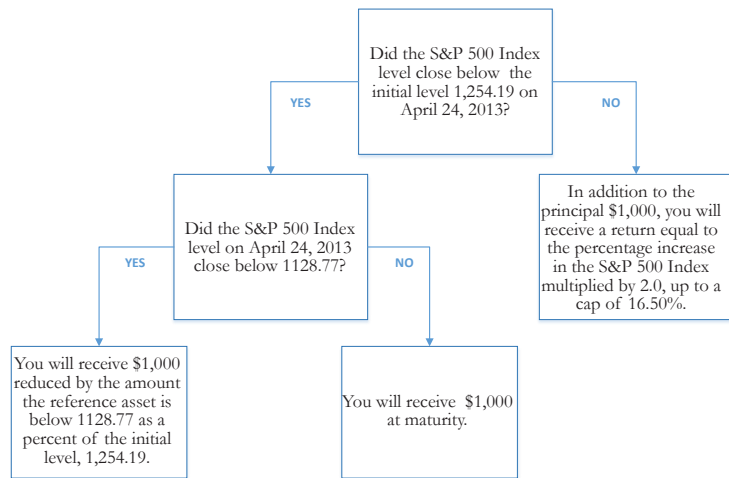 Did the S&P 500 Index
level close below the
initial level 1,254.19 on
April 24, 2013?
YES
NO
Did the S&P 500 Index
level on April 24, 2013
close below 1128.77?
In addition to the
principal $1,000, you will
receive a return equal to
the percentage increase
in the S&P 500 Index
multiplied by 2.0, up to a
cap of 16.50%.
YES
NO
You will receive $1,000
reduced by the amount
the reference asset is
below 1128.77 as a
percent of the initial
level, 1,254.19.
You will receive $1,000
at maturity.